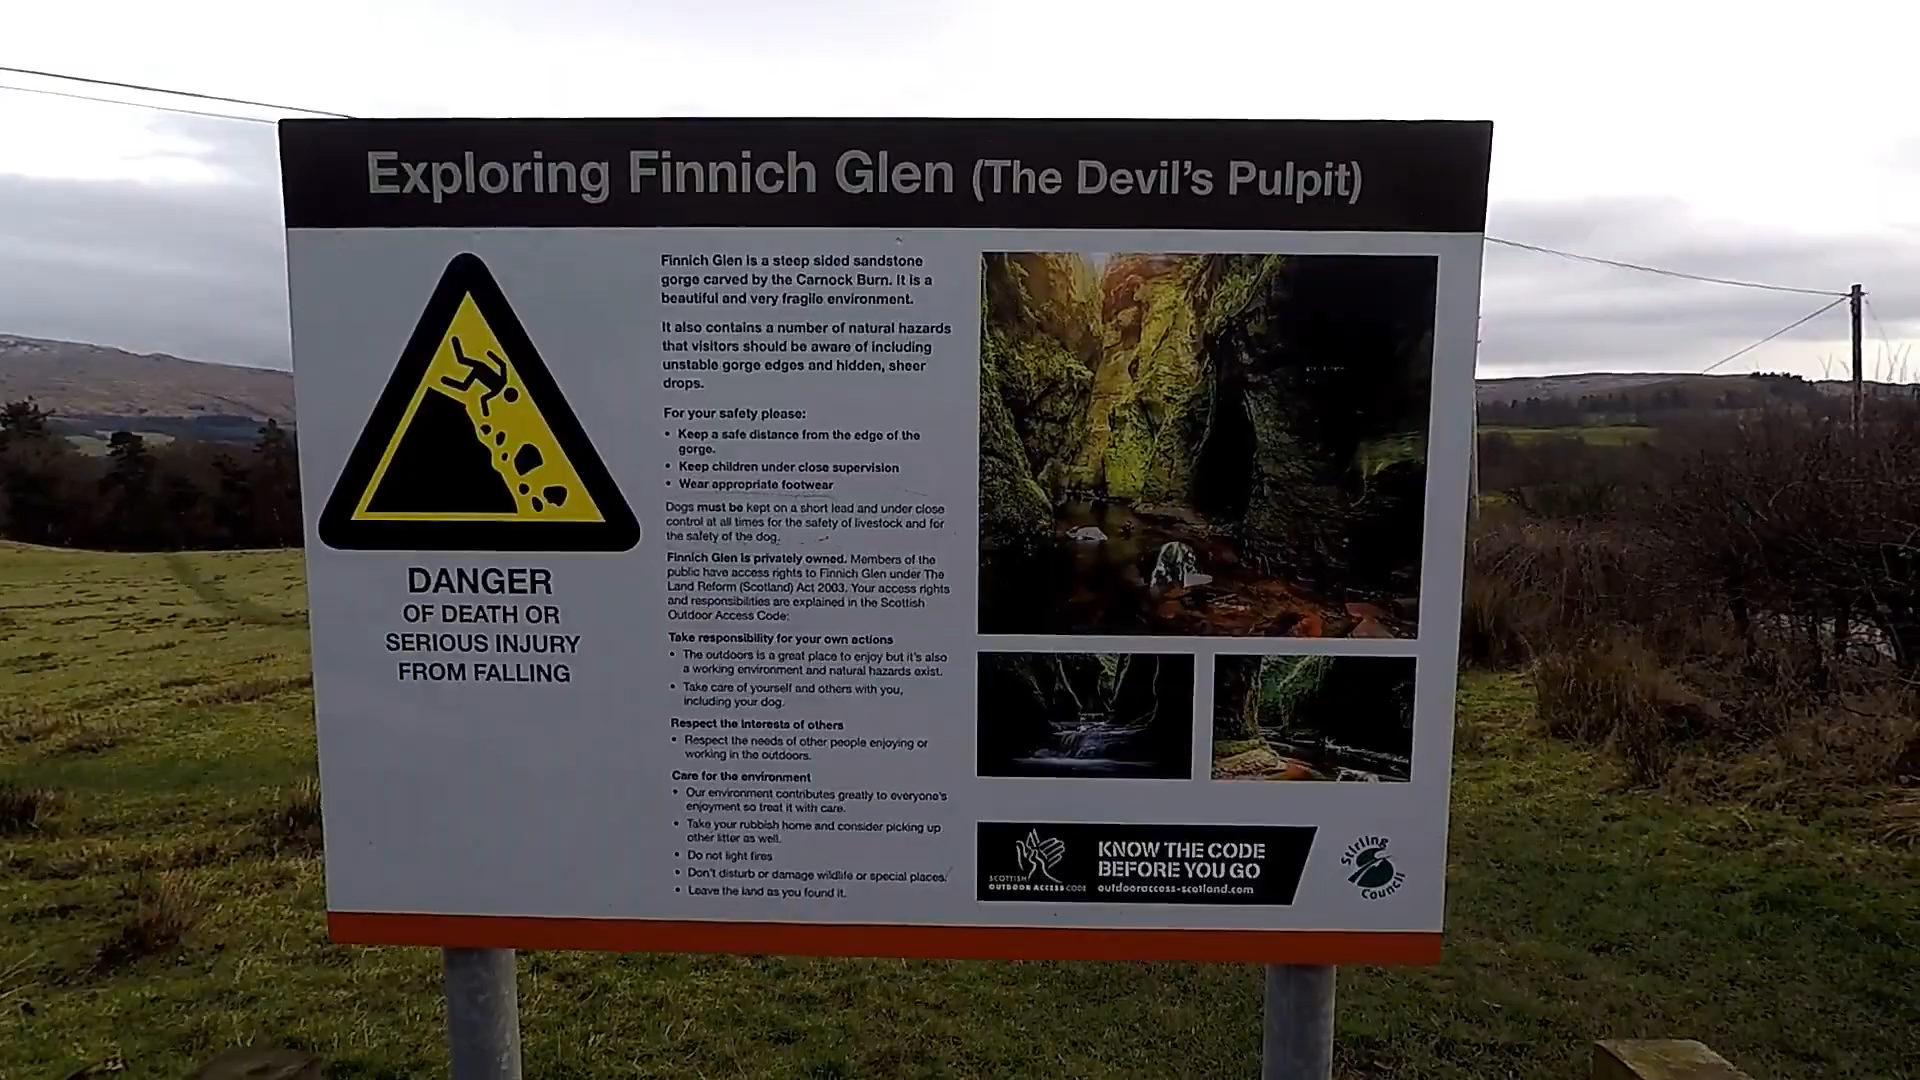 Exploring Finnich Glen (The Devil's Pulpit)
DANGER
OF DEATH OR
SERIOUS INJURY
FROM FALLING
Finnich Glen is a steep sided sandstone
gorge carved by the Carnock Burn. It is a
beautiful and very fragile environment.
It also contains a number of natural hazards
that visitors should be aware of including
unstable gorge edges and hidden, sheer
drops.
For your safety please:
• Keep a safe distance from the edge of the
gorge.
• Keep children under close supervision
• Wear appropriate footwear
Dogs must be kept on a short lead and under close
control at all times for the safety of livestock and for
the safety of the dog.
Finnich Glen is privately owned. Members of the
public have access rights to Finnich Glen under The
Land Reform (Scotland) Act 2003. Your access rights
and responsibilities are explained in the Scottish
Outdoor Access Code:
Take responsibility for your own actions
• The outdoors is a great place to enjoy but it's also
a working environment and natural hazards exist.
• Take care of yourself and others with you,
including your dog.
Respect the interests of others
• Respect the needs of other people enjoying or
working in the outdoors.
Care for the environment
• Our environment contributes greatly to everyone's
enjoyment so treat it with care.
• Take your rubbish home and consider picking up
other litter as well.
• Do not light fires
• Don't disturb or damage wildlife or special places.
• Leave the land as you found it.
SCOTTISH
OUTDOOR ACCESS CODE
KNOW THE CODE
BEFORE YOU GO
outdooraccess-scotland.com
Stirling
Council